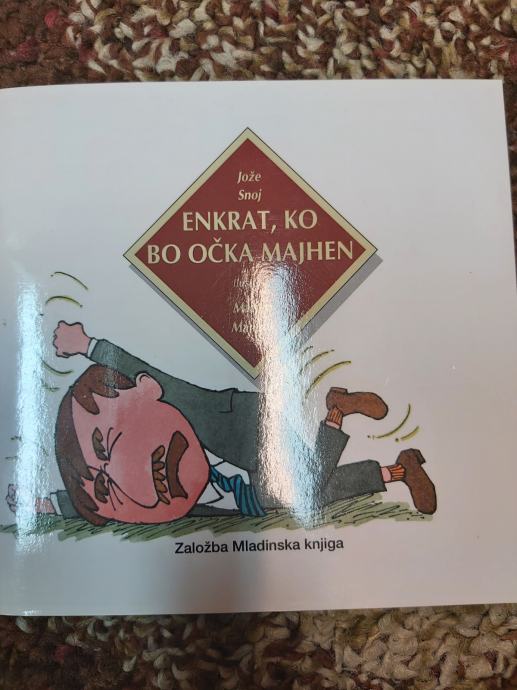 Jože
Snoj
ENKRAT, KO
BO OČKA MAJHEN
Založba Mladinska knjiga